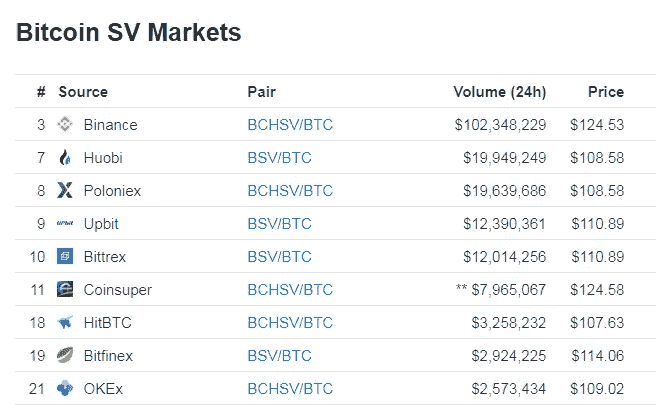 Bitcoin SV Markets
# Source Pair Volume (24h) Price
3 Binance BCHSV/BTC $102,348,229 $124.53
7 Huobi BSV/BTC $19,949,249 $108.58
8 Poloniex BCHSV/BTC $19,639,686 $108.58
9 UPbit Upbit BSV/BTC $12,390,361 $110.89
10 Bittrex BSV/BTC $12,014,256 $110.89
11 Coinsuper BCHSV/BTC ** $7,965,067 $124.58
18 HitBTC BCHSV/BTC $3,258,232 $107.63
19 Bitfinex BSV/BTC $2,924,225 $114.06
21 OKEx BCHSV/BTC $2,573,434 $109.02